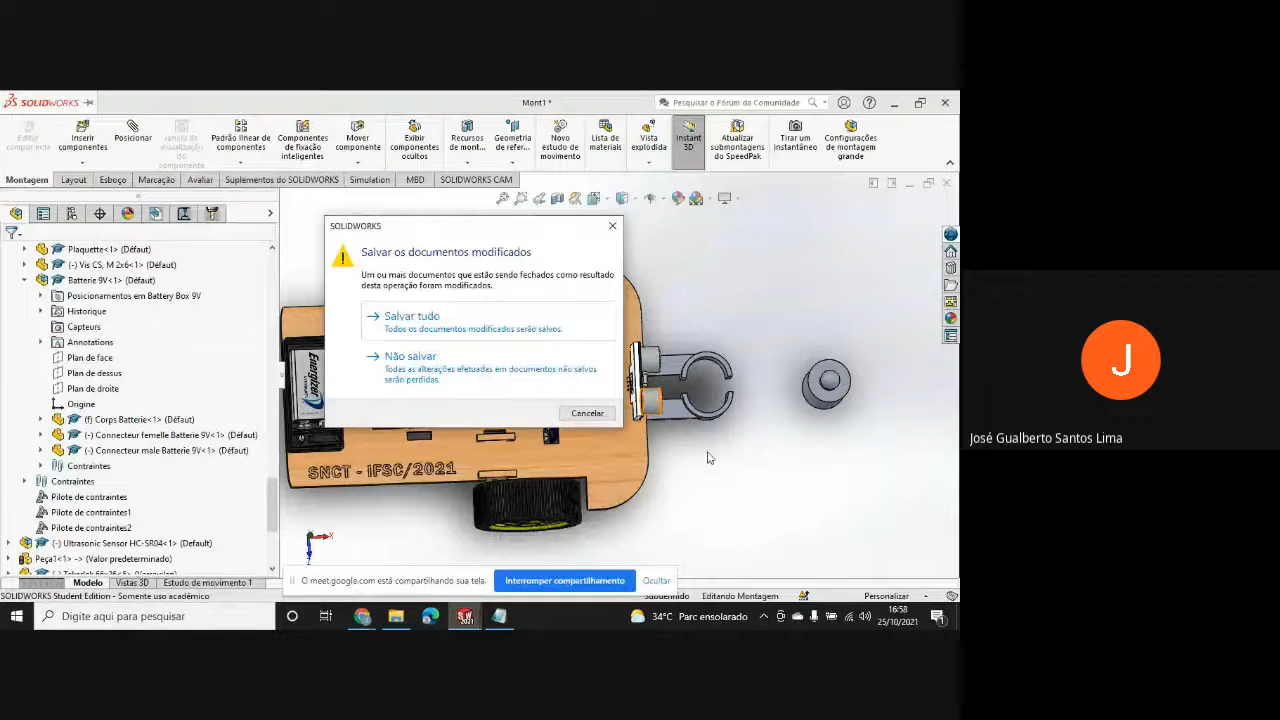 SOLIDWORKS
Mont1 *
Pesquisar o Fórum da Comunidade
Editar componente
Inserir componentes
Posicionar
Janela de visualização do componente
Padrão linear de componentes
Componentes de fixação inteligentes
Mover componente
Exibir componentes ocultos
Recursos de mont...
Geometria de refer...
Novo estudo de movimento
Lista de materiais
Vista explodida
Instant 3D
Atualizar submontagens do SpeedPak
Tirar um instantâneo
Configurações de montagem grande
Montagem
Layout
Esboço
Marcação
Avaliar
Suplementos do SOLIDWORKS
Simulation
MBD
SOLIDWORKS CAM
Plaquette<1> (Défaut)
(-) Vis CS, M 2x6<1> (Défaut)
Batterie 9V<1> (Défaut)
Posicionamentos em Battery Box 9V
Historique
Capteurs
Annotations
Plan de face
Plan de dessus
Plan de droite
Origine
(f) Corps Batterie<1> (Défaut)
(-) Connecteur femelle Batterie 9V<1> (Défaut)
(-) Connecteur male Batterie 9V<1> (Défaut)
Contraintes
Contraintes
Pilote de contraintes
Pilote de contraintes1
Pilote de contraintes2
(-) Ultrasonic Sensor HC-SR04<1> (Default)
Peça1<1> -> (Valor predeterminado)
SOLIDWORKS
Salvar os documentos modificados
Um ou mais documentos que estão sendo fechados como resultado
desta operação foram modificados.
Salvar tudo
Todos os documentos modificados serão salvos.
Não salvar
Todas as alterações efetuadas em documentos não salvos
serão perdidas.
Cancelar
Energizer
SNCT - IFSC/2021
X
J
José Gualberto Santos Lima
O meet.google.com está compartilhando sua tela.
Interromper compartilhamento
Ocultar
Modelo
Vistas 3D
Estudo de movimento 1
SOLIDWORKS Student Edition - Somente uso acadêmico
Editando Montagem
Personalizar
Digite aqui para pesquisar
34°C Parc ensolarado
16:58
25/10/2021